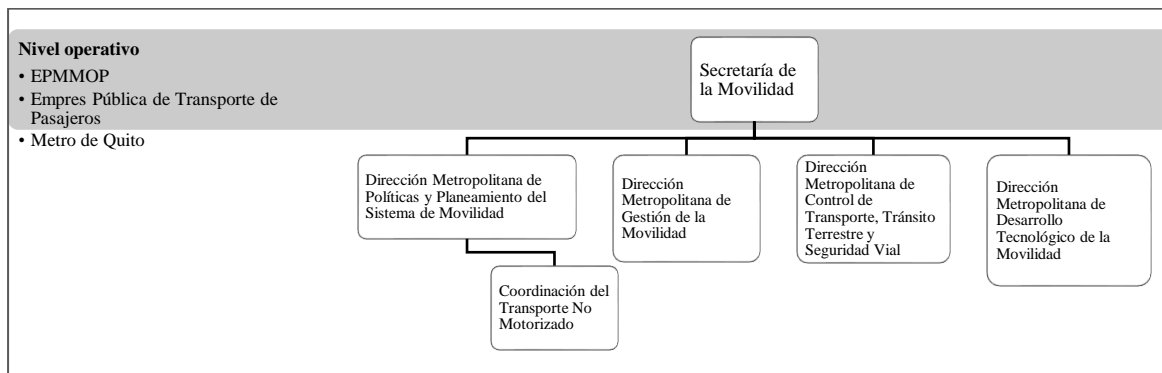 Nivel operativo
• EPMMOP
• Empres Pública de Transporte de
Pasajeros
• Metro de Quito
Secretaría de
la Movilidad
Dirección Metropolitana de
Políticas y Planeamiento del
Sistema de Movilidad
Dirección
Metropolitana de
Gestión de la
Movilidad
Dirección
Metropolitana de
Control de
Transporte, Tránsito
Terrestre y
Seguridad Vial
Dirección
Metropolitana de
Desarrollo
Tecnológico de la
Movilidad
Coordinación del
Transporte No
Motorizado